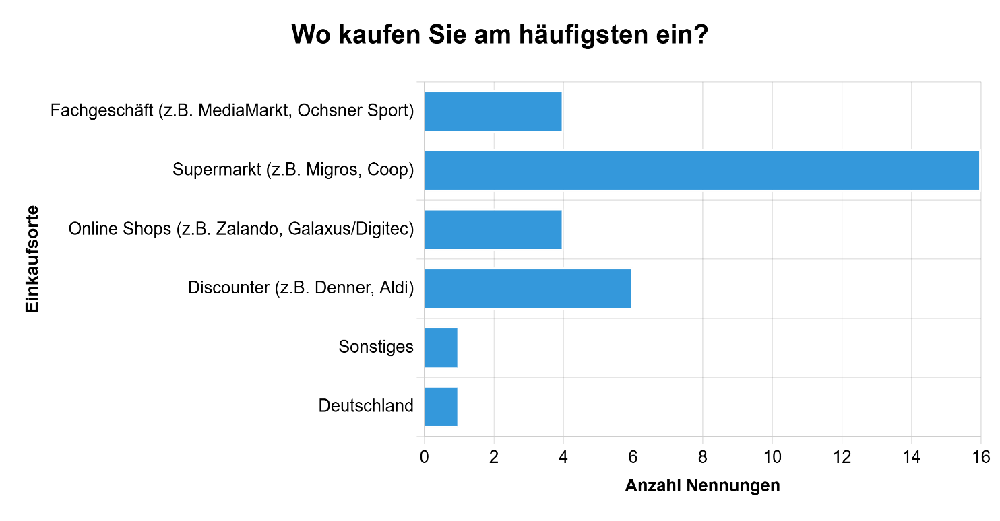 Wo kaufen Sie am häufigsten ein?
Fachgeschäft (z.B. MediaMarkt, Ochsner Sport)
Supermarkt (z.B. Migros, Coop)
Online Shops (z.B. Zalando, Galaxus/Digitec)
Discounter (z.B. Denner, Aldi)
Sonstiges
Deutschland
Einkaufsorte
0 2 4 6 8 10 12 14 16
Anzahl Nennungen